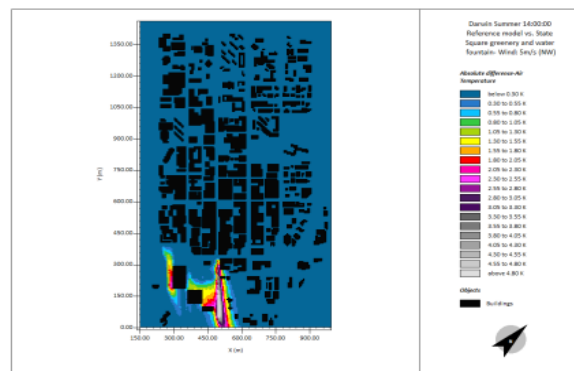 Darwin Summer 14:00:00
Reference model vs. State
Square greenery and water
fountain- Wind: 5m/s (NW)
Absolute difference-Air
Temperature
below 0.30 K
0.30 to 0.55 K
0.55 to 0.80 K
0.80 to 1.05 K
1.05 to 1.30 K
1.30 to 1.55 K
1.55 to 1.80 K
1.80 to 2.05 K
2.05 to 2.30 K
2.30 to 2.55 K
2.55 to 2.80 K
2.80 to 3.05 K
3.05 to 3.30 K
3.30 to 3.55 K
3.55 to 3.80 K
3.80 to 4.05 K
4.05 to 4.30 K
4.30 to 4.55 K
4.55 to 4.80 K
above 4.80 K
Objects
Buildings
1350.00
1200.00
1050.00
900.00
750.00
600.00
450.00
300.00
150.00
0.00
Y (m)
150.00 300.00 450.00 600.00 750.00 900.00
X (m)